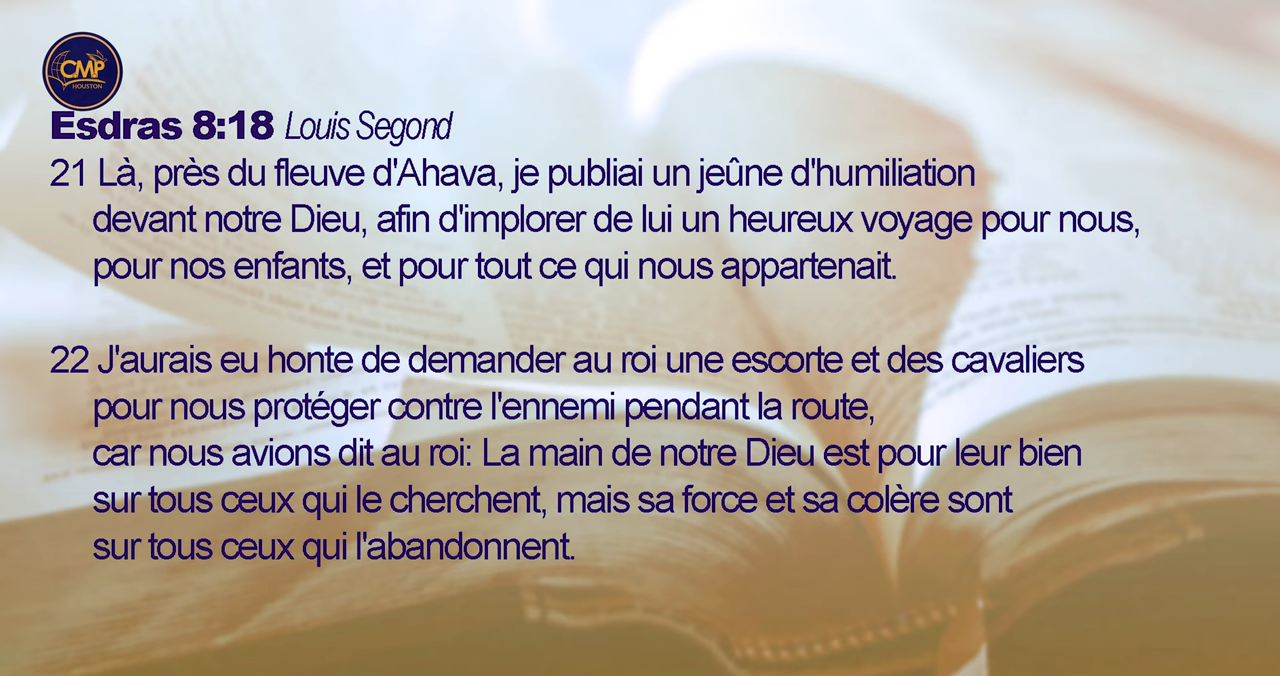 CMP
HOUSTON
Esdras 8:18 Louis Segond
21 Là, près du fleuve d'Ahava, je publiai un jeûne d'humiliation
devant notre Dieu, afin d'implorer de lui un heureux voyage pour nous,
pour nos enfants, et pour tout ce qui nous appartenait.
22 J'aurais eu honte de demander au roi une escorte et des cavaliers
pour nous protéger contre l'ennemi pendant la route,
car nous avions dit au roi: La main de notre Dieu est pour leur bien
sur tous ceux qui le cherchent, mais sa force et sa colère sont
sur tous ceux qui l'abandonnent.